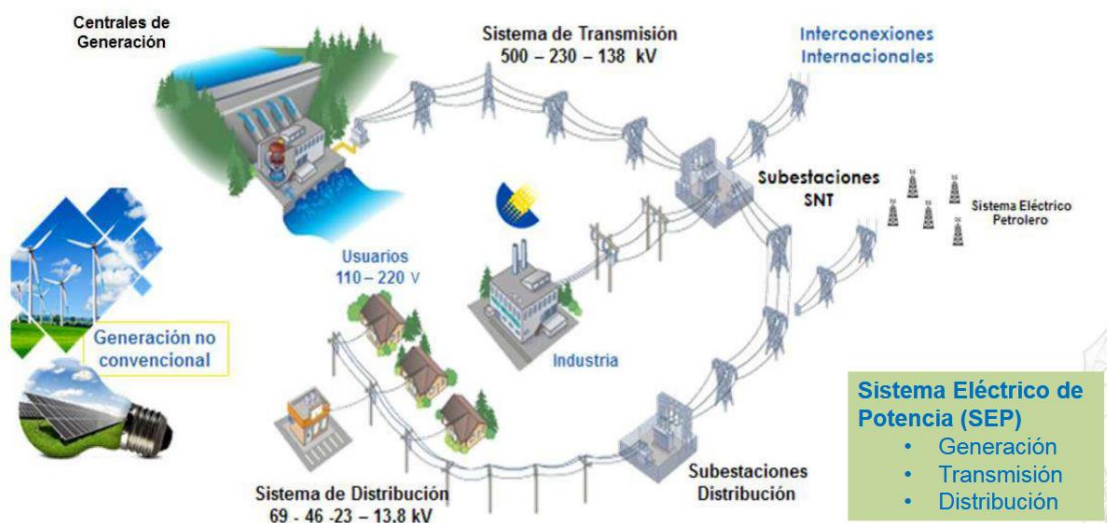 Centrales de
Generación
Sistema de Transmisión
500 – 230 – 138 kV
Interconexiones
Internacionales
Subestaciones
SNT
Sistema Eléctrico
Petrolero
Usuarios
110 – 220 V
Generación no
convencional
Industria
Sistema de Distribución
69 - 46 -23 – 13,8 kV
Subestaciones
Distribución
Sistema Eléctrico de
Potencia (SEP)
• Generación
• Transmisión
• Distribución